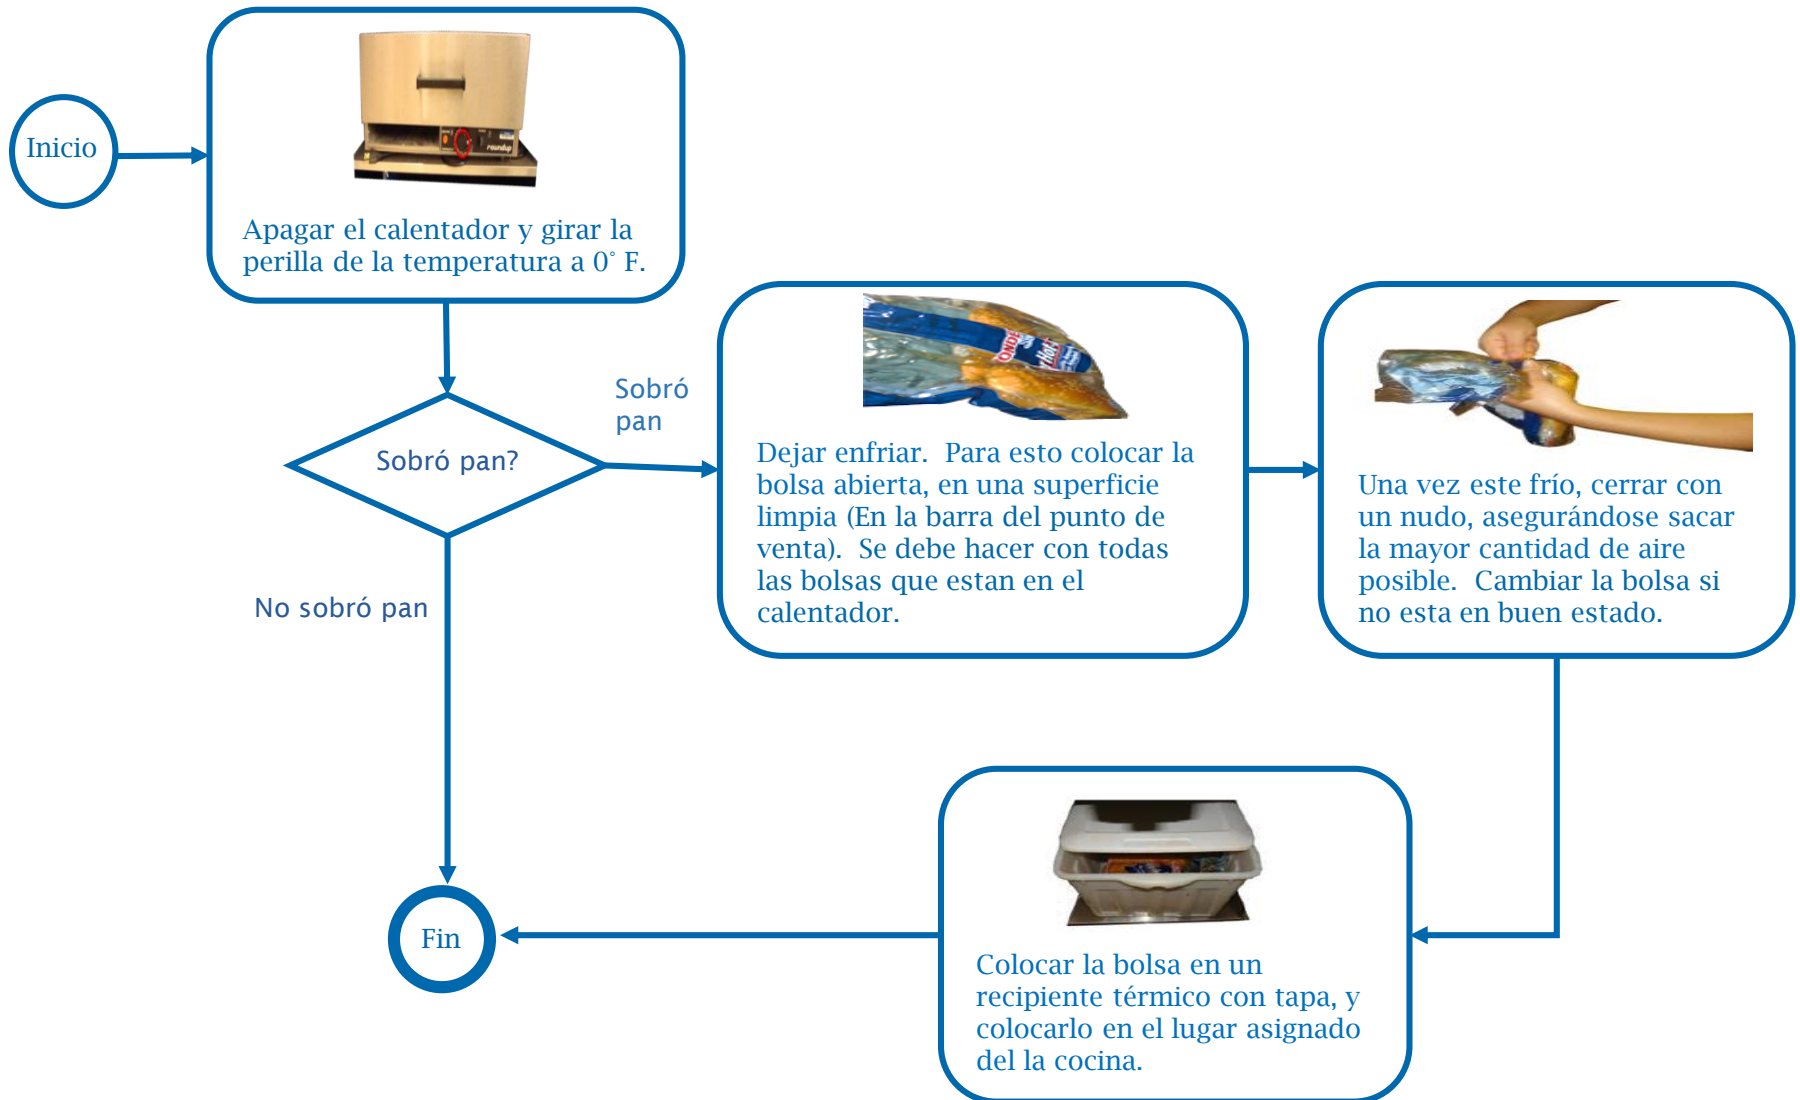 Inicio
roundup
Apagar el calentador y girar la
perilla de la temperatura a 0° F.
Sobró pan?
Sobró
pan
No sobró pan
Dejar enfriar.  Para esto colocar la
bolsa abierta, en una superficie
limpia (En la barra del punto de
venta).  Se debe hacer con todas
las bolsas que estan en el
calentador.
Una vez este frío, cerrar con
un nudo, asegurándose sacar
la mayor cantidad de aire
posible.  Cambiar la bolsa si
no esta en buen estado.
Colocar la bolsa en un
recipiente térmico con tapa, y
colocarlo en el lugar asignado
del la cocina.
Fin